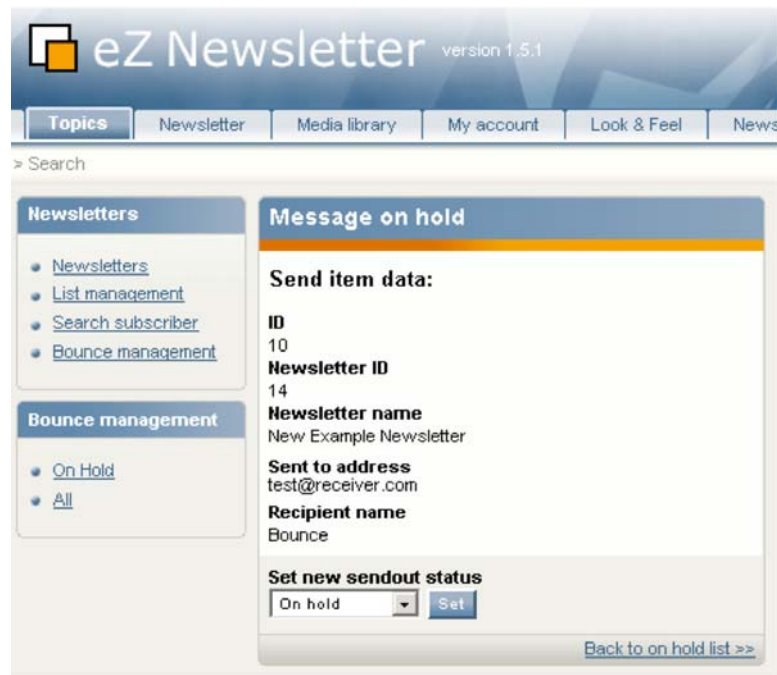 eZ Newsletter version 1.5.1
Topics Newsletter Media library My account Look & Feel News
> Search
Newsletters
Newsletters
List management
Search subscriber
Bounce management
Bounce management
On Hold
All
Message on hold
Send item data:
ID
10
Newsletter ID
14
Newsletter name
New Example Newsletter
Sent to address
test@receiver.com
Recipient name
Bounce
Set new sendout status
On hold Set
Back to on hold list >>